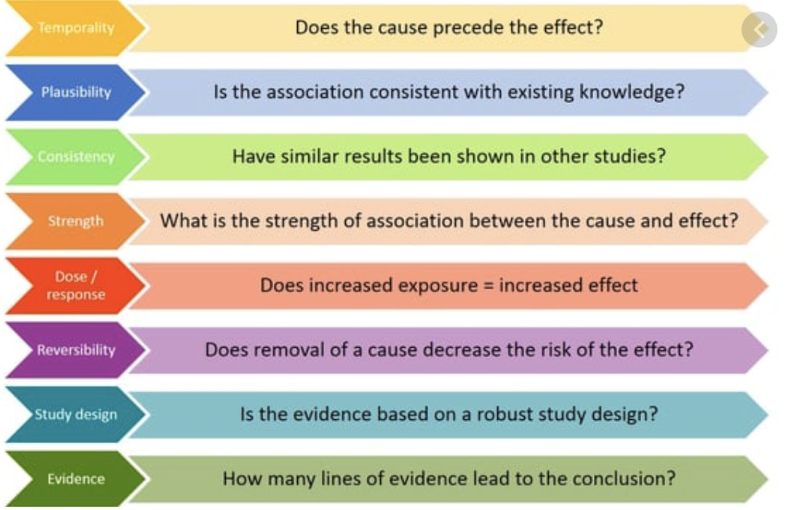 Temporality
Does the cause precede the effect?
Plausibility
Is the association consistent with existing knowledge?
Consistency
Have similar results been shown in other studies?
Strength
What is the strength of association between the cause and effect?
Dose /
response
Does increased exposure = increased effect
Reversibility
Does removal of a cause decrease the risk of the effect?
Study design
Is the evidence based on a robust study design?
Evidence
How many lines of evidence lead to the conclusion?